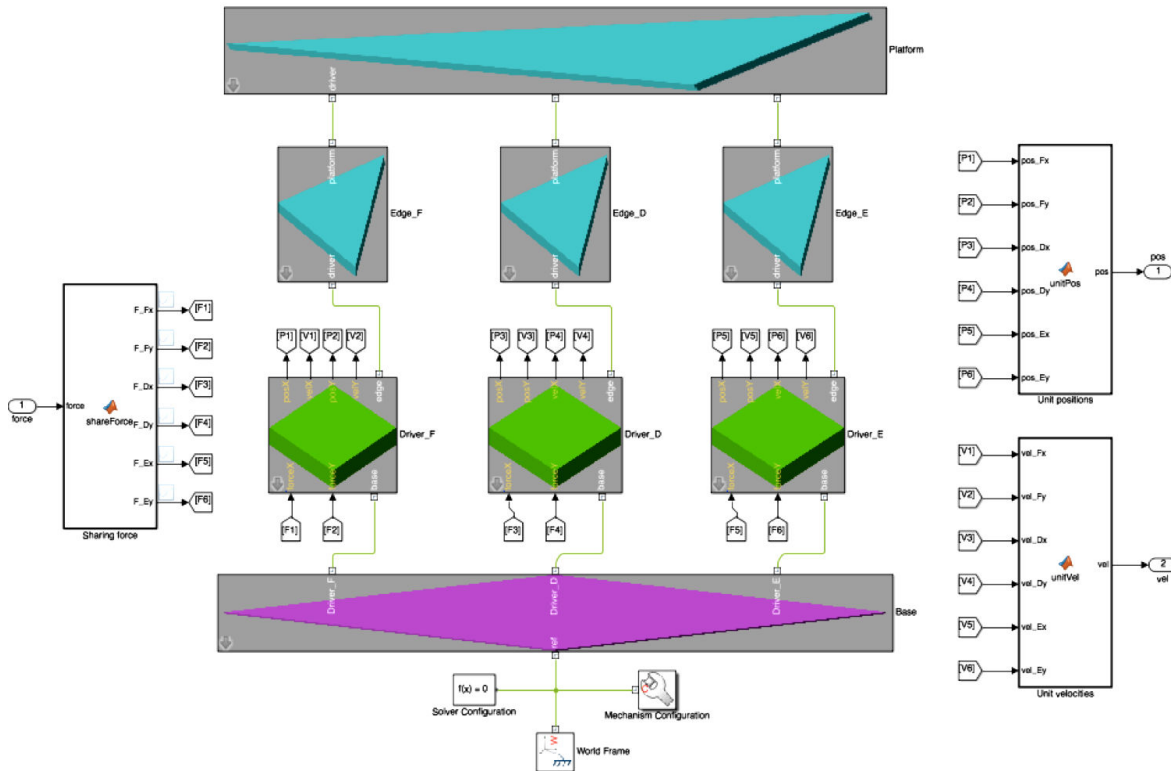 Platform
driver
platform
driver
Edge_F
platform
driver
Edge_D
platform
driver
Edge_E
1
force
force
shareForce
F_Fx
F_Fy
F_Dx
F_Dy
F_Ex
F_Ey
[F1]
[F2]
[F3]
[F4]
[F5]
[F6]
Sharing force
[P1]
[V1]
[P2]
[V2]
posX
velX
posY
velY
edge
forceX
forceY
base
Driver_F
[F1]
[F2]
[P3]
[V3]
[P4]
[V4]
posX
posY
velX
velY
edge
forceX
forceY
base
Driver_D
[F3]
[F4]
[P5]
[V5]
[P6]
[V6]
posX
posY
velX
velY
edge
forceX
forceY
base
Driver_E
[F5]
[F6]
Driver_F
Driver_D
Driver_E
ref
Base
f(x) = 0
Solver Configuration
C
Mechanism Configuration
W
World Frame
[P1]
[P2]
[P3]
[P4]
[P5]
[P6]
pos_Fx
pos_Fy
pos_Dx
pos_Dy
pos_Ex
pos_Ey
unitPos
pos
pos
1
Unit positions
[V1]
[V2]
[V3]
[V4]
[V5]
[V6]
vel_Fx
vel_Fy
vel_Dx
vel_Dy
vel_Ex
vel_Ey
unitVel
vel
2
vel
Unit velocities